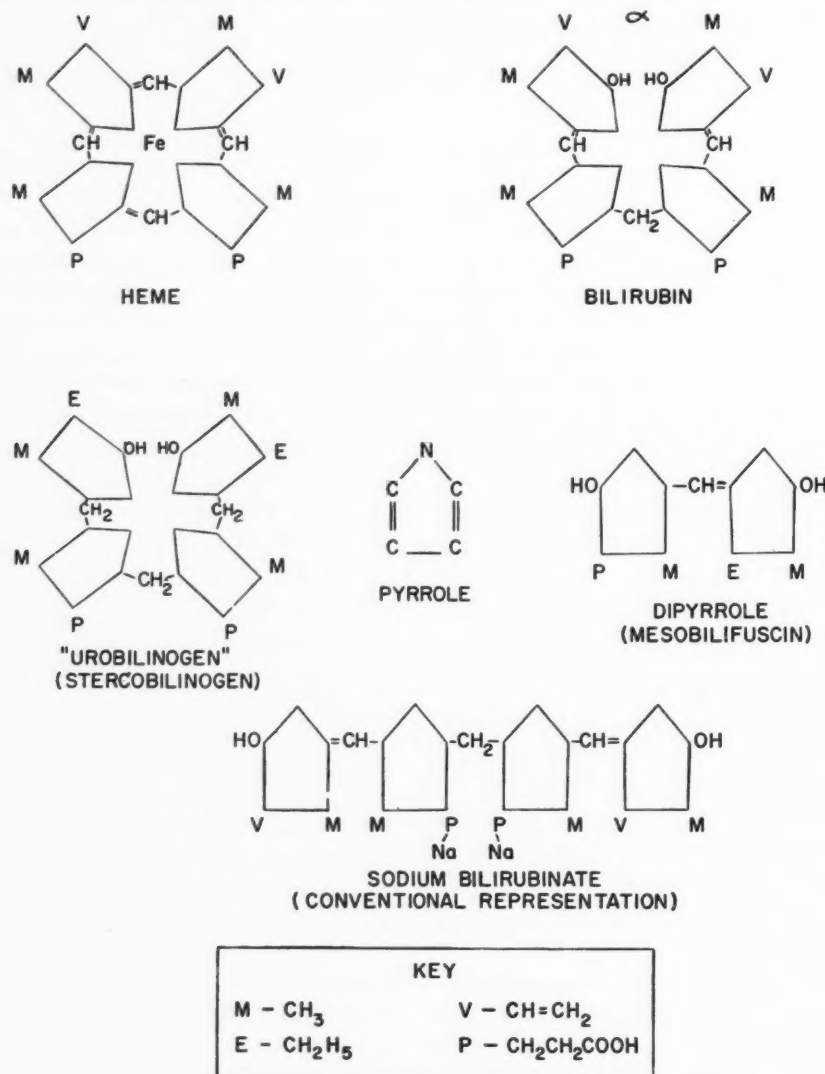 V M
M V
=CH-
CH Fe CH
M M
=CH-
P P
HEME
V α M
M OH HO V
CH CH
M M
-CH2-
P P
BILIRUBIN
E M
M OH HO E
CH2 CH2
M M
-CH2-
P P
"UROBILINOGEN"
(STERCOBILINOGEN)
N
C C
C C
PYRROLE
HO -CH= OH
P M E M
DIPYRROLE
(MESOBILIFUSCIN)
HO =CH- -CH2- -CH= OH
V M M P P M V M
Na Na
SODIUM BILIRUBINATE
(CONVENTIONAL REPRESENTATION)
KEY
M - CH3 V - CH=CH2
E - C2H5 P - CH2CH2COOH